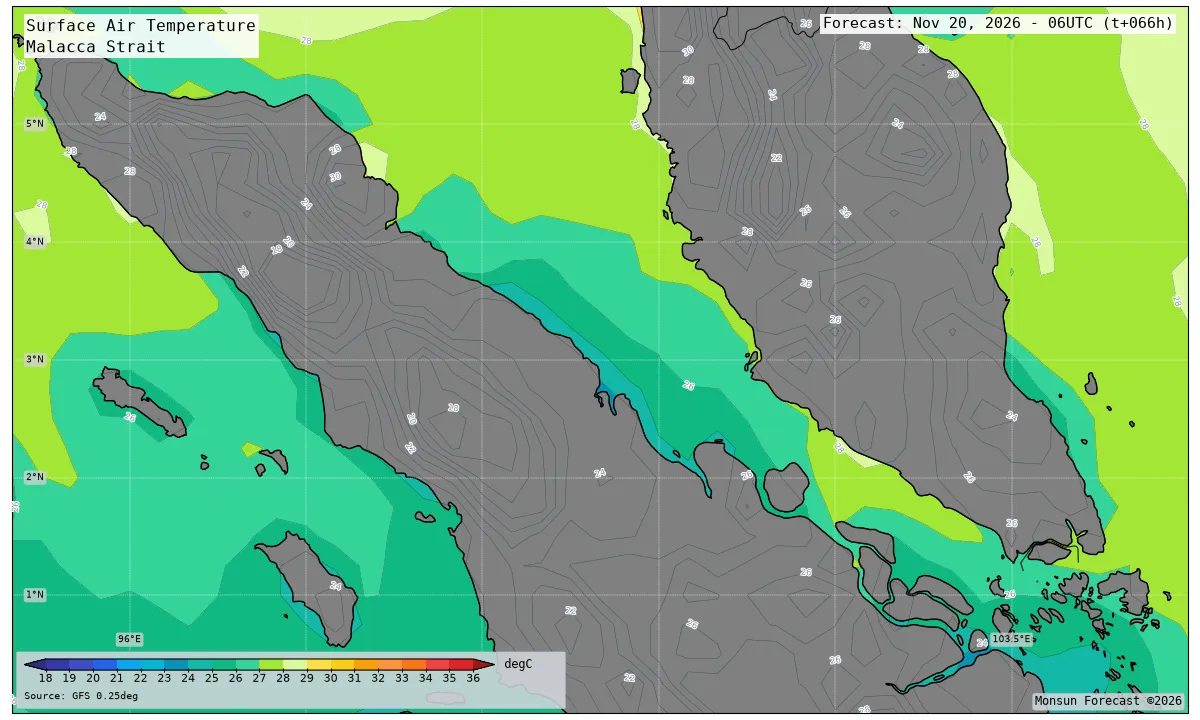 Surface Air Temperature
Malacca Strait
Forecast: Nov 20, 2026 - 06UTC (t+066h)
5°N
4°N
3°N
2°N
1°N
96°E
103.5°E
18 19 20 21 22 23 24 25 26 27 28 29 30 31 32 33 34 35 36
degC
Source: GFS 0.25deg
Monsun Forecast ©2026